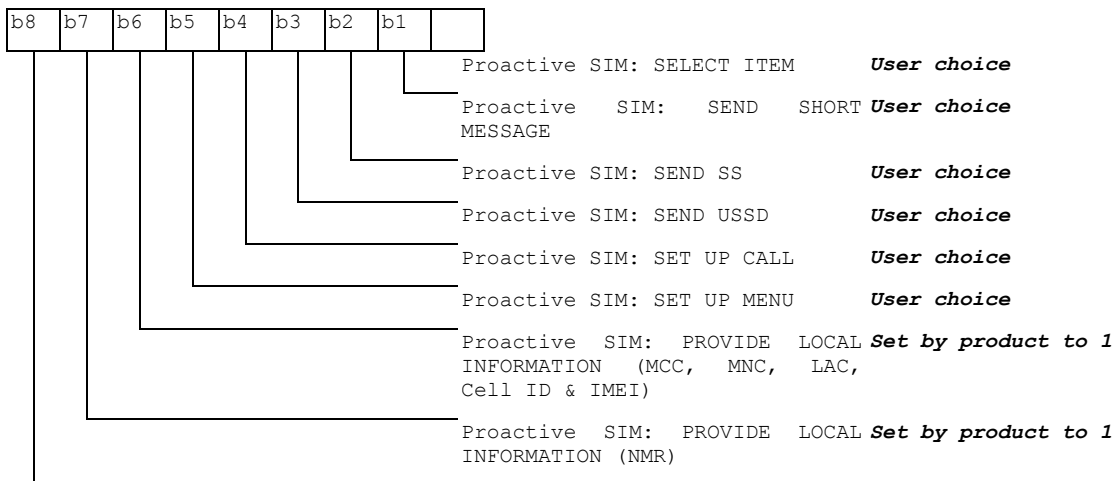 b8 b7 b6 b5 b4 b3 b2 b1
Proactive SIM: SELECT ITEM User choice
Proactive SIM: SEND SHORT User choice
MESSAGE
Proactive SIM: SEND SS User choice
Proactive SIM: SEND USSD User choice
Proactive SIM: SET UP CALL User choice
Proactive SIM: SET UP MENU User choice
Proactive SIM: PROVIDE LOCAL Set by product to 1
INFORMATION (MCC, MNC, LAC,
Cell ID & IMEI)
Proactive SIM: PROVIDE LOCAL Set by product to 1
INFORMATION (NMR)